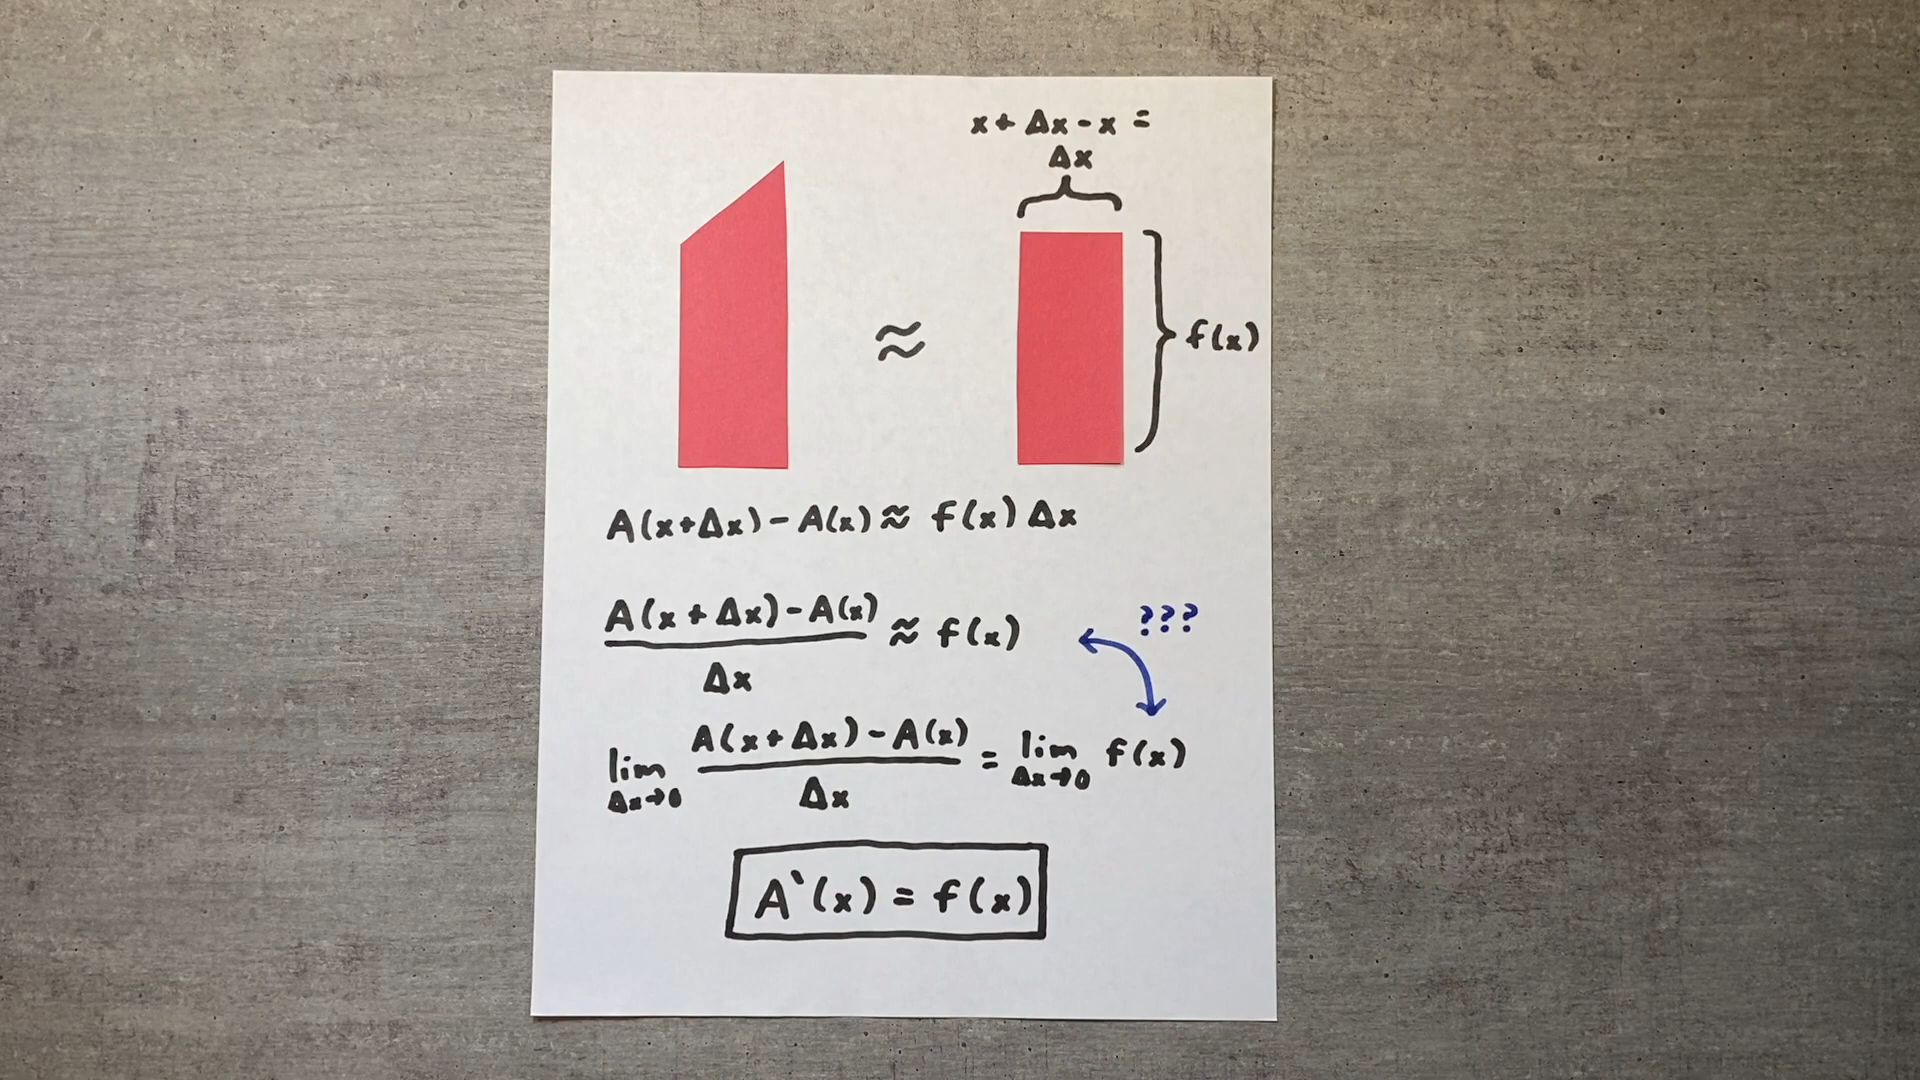 x + Δx - x =
Δx
f(x)
≈
A(x+Δx) - A(x) ≈ f(x) Δx
A(x + Δx) - A(x)
≈ f(x)
Δx
???
A(x + Δx) - A(x)
lim = lim f(x)
Δx→0 Δx Δx→0
A`(x) = f(x)